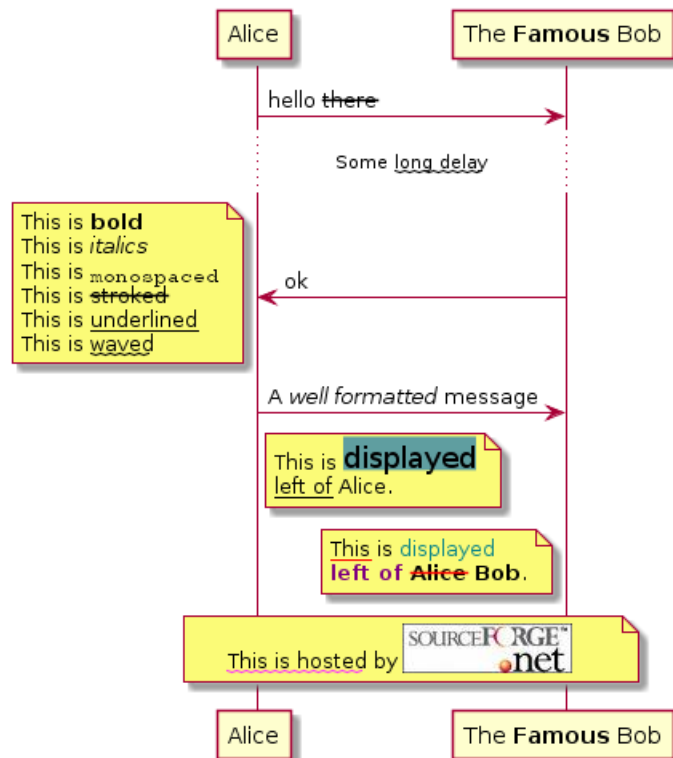 Alice
The Famous Bob
hello there
Some long delay
This is bold
This is italics
This is monospaced
This is stroked
This is underlined
This is waved
ok
A well formatted message
This is displayed
left of Alice.
This is displayed
left of Alice Bob.
This is hosted by SOURCEFORGE™ .net
Alice
The Famous Bob